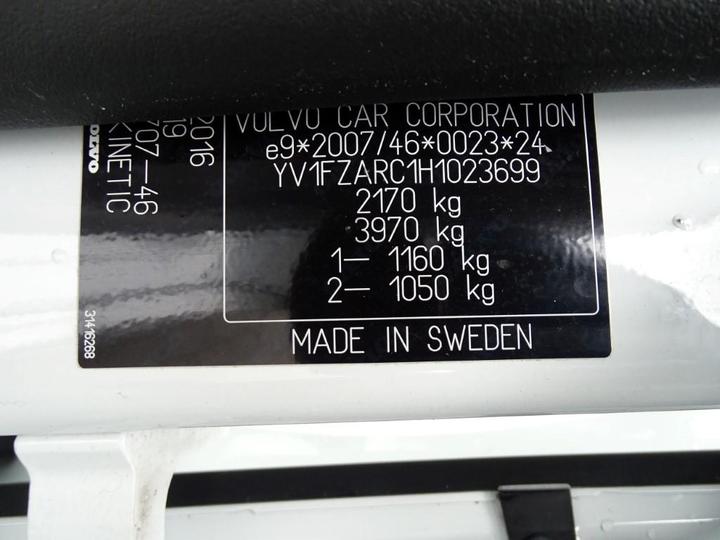 VOLVO CAR CORPORATION
e9*2007/46*0023*24
YV1FZARC1H1023699
2170 kg
3970 kg
1— 1160 kg
2— 1050 kg
MADE IN SWEDEN
2016
19
707—46
KINETIC
VOLVO
31416268